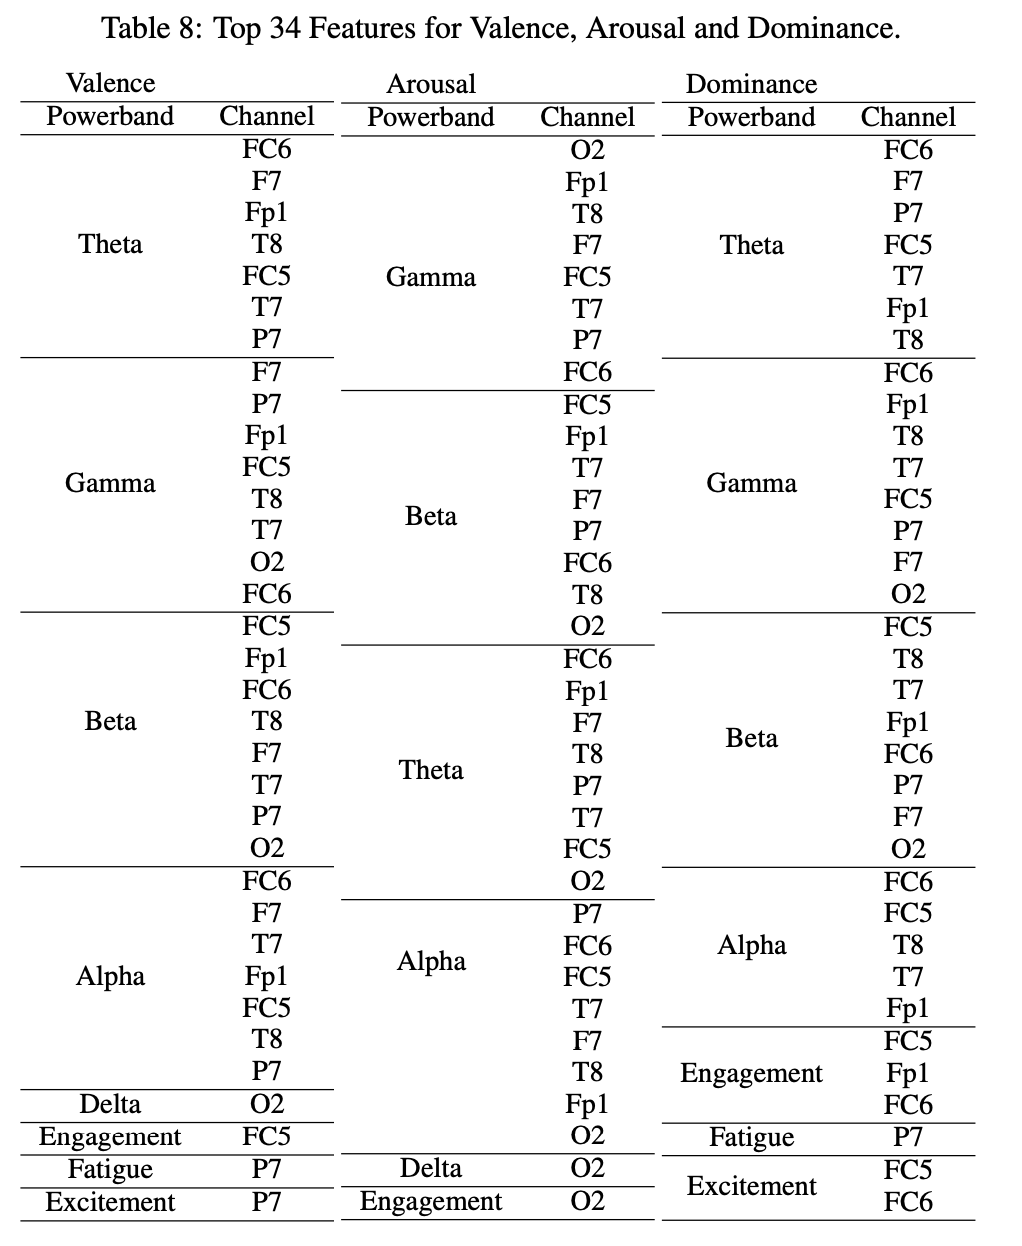 Table 8: Top 34 Features for Valence, Arousal and Dominance.
Valence Arousal Dominance
Powerband Channel Powerband Channel Powerband Channel
FC6 O2 FC6
F7 Fp1 F7
Fp1 T8 P7
Theta T8 F7 Theta FC5
FC5 Gamma FC5 T7
T7 T7 Fp1
P7 P7 T8
F7 FC6 FC6
P7 FC5 Fp1
Fp1 Fp1 T8
FC5 T7 T7
Gamma T8 F7 Gamma FC5
T7 Beta P7 P7
O2 FC6 F7
FC6 T8 O2
FC5 O2 FC5
Fp1 FC6 T8
FC6 Fp1 T7
Beta T8 F7 Fp1
F7 T8 Beta FC6
T7 Theta P7 P7
P7 T7 F7
O2 FC5 O2
FC6 O2 FC6
F7 P7 FC5
T7 FC6 Alpha T8
Alpha Fp1 Alpha FC5 T7
FC5 T7 Fp1
T8 F7 FC5
P7 T8 Engagement Fp1
Delta O2 Fp1 FC6
Engagement FC5 O2 Fatigue P7
Fatigue P7 Delta O2 FC5
Excitement P7 Engagement O2 Excitement FC6